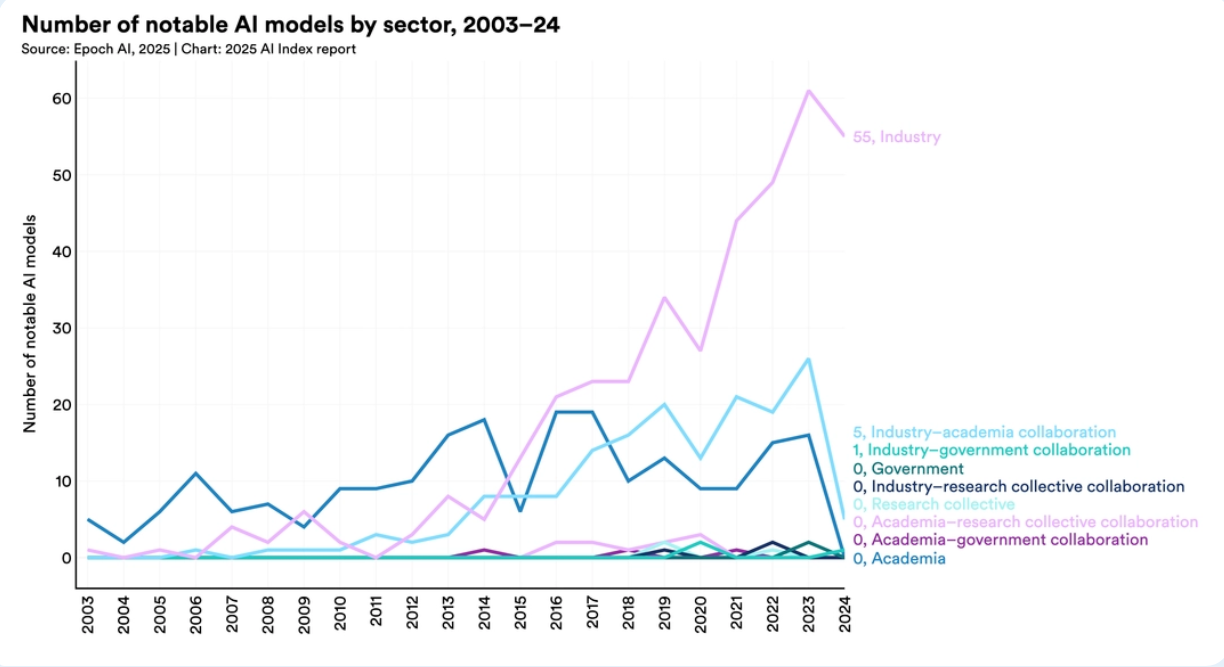 Number of notable AI models by sector, 2003–24
Source: Epoch AI, 2025 | Chart: 2025 AI Index report
Number of notable AI models
60
50
40
30
20
10
0
55, Industry
5, Industry–academia collaboration
1, Industry–government collaboration
0, Government
0, Industry–research collective collaboration
0, Research collective
0, Academia–research collective collaboration
0, Academia–government collaboration
0, Academia
2003
2004
2005
2006
2007
2008
2009
2010
2011
2012
2013
2014
2015
2016
2017
2018
2019
2020
2021
2022
2023
2024